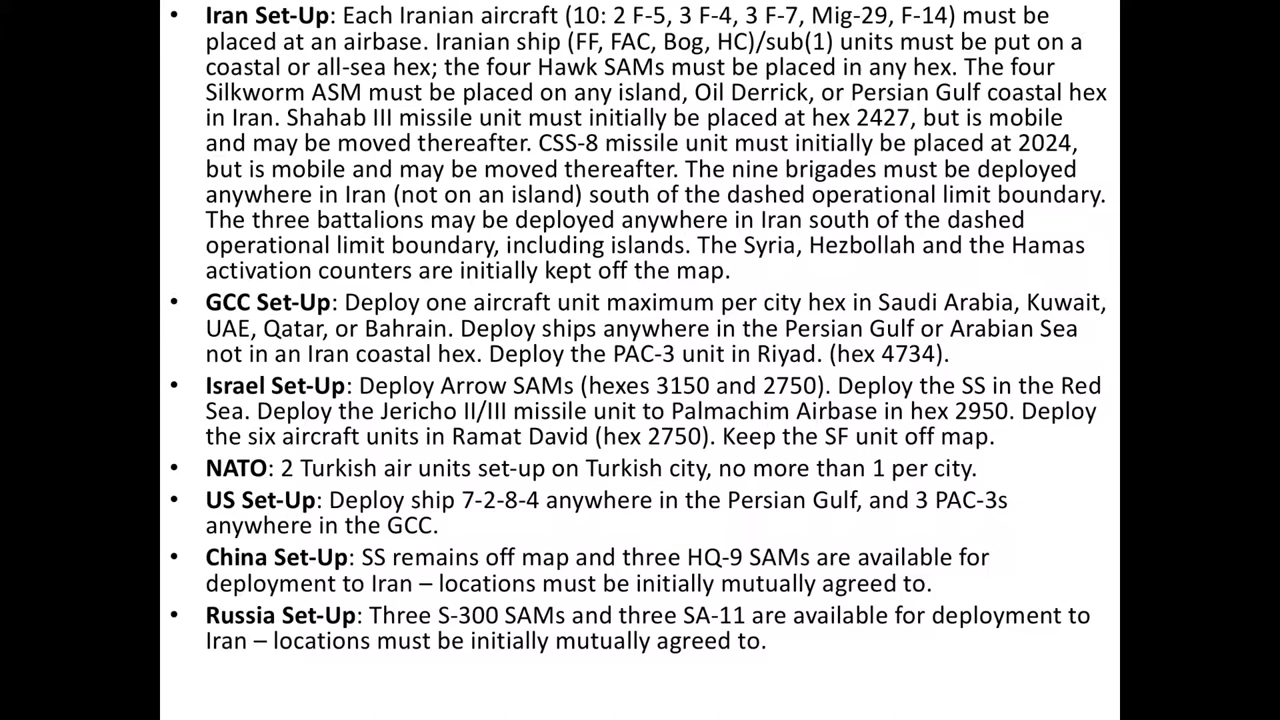 • Iran Set-Up: Each Iranian aircraft (10: 2 F-5, 3 F-4, 3 F-7, Mig-29, F-14) must be
placed at an airbase. Iranian ship (FF, FAC, Bog, HC)/sub(1) units must be put on a
coastal or all-sea hex; the four Hawk SAMs must be placed in any hex. The four
Silkworm ASM must be placed on any island, Oil Derrick, or Persian Gulf coastal hex
in Iran. Shahab III missile unit must initially be placed at hex 2427, but is mobile
and may be moved thereafter. CSS-8 missile unit must initially be placed at 2024,
but is mobile and may be moved thereafter. The nine brigades must be deployed
anywhere in Iran (not on an island) south of the dashed operational limit boundary.
The three battalions may be deployed anywhere in Iran south of the dashed
operational limit boundary, including islands. The Syria, Hezbollah and the Hamas
activation counters are initially kept off the map.
• GCC Set-Up: Deploy one aircraft unit maximum per city hex in Saudi Arabia, Kuwait,
UAE, Qatar, or Bahrain. Deploy ships anywhere in the Persian Gulf or Arabian Sea
not in an Iran coastal hex. Deploy the PAC-3 unit in Riyad. (hex 4734).
• Israel Set-Up: Deploy Arrow SAMs (hexes 3150 and 2750). Deploy the SS in the Red
Sea. Deploy the Jericho II/III missile unit to Palmachim Airbase in hex 2950. Deploy
the six aircraft units in Ramat David (hex 2750). Keep the SF unit off map.
• NATO: 2 Turkish air units set-up on Turkish city, no more than 1 per city.
• US Set-Up: Deploy ship 7-2-8-4 anywhere in the Persian Gulf, and 3 PAC-3s
anywhere in the GCC.
• China Set-Up: SS remains off map and three HQ-9 SAMs are available for
deployment to Iran – locations must be initially mutually agreed to.
• Russia Set-Up: Three S-300 SAMs and three SA-11 are available for deployment to
Iran – locations must be initially mutually agreed to.